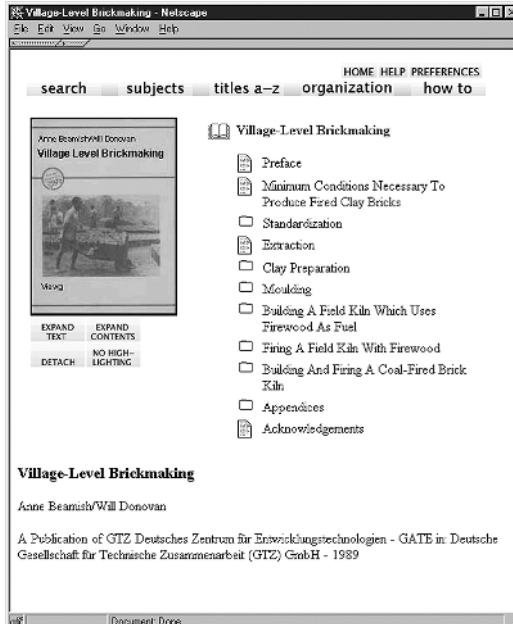 Village-Level Brickmaking - Netscape
File Edit View Go Window Help
HOME HELP PREFERENCES
search subjects titles a–z organization how to
Anne Beamish/Will Donovan
Village Level Brickmaking
Vieweg
EXPAND TEXT
EXPAND CONTENTS
DETACH
NO HIGH–LIGHTING
Village-Level Brickmaking
Preface
Minimum Conditions Necessary To
Produce Fired Clay Bricks
Standardization
Extraction
Clay Preparation
Moulding
Building A Field Kiln Which Uses
Firewood As Fuel
Firing A Field Kiln With Firewood
Building And Firing A Coal-Fired Brick
Kiln
Appendices
Acknowledgements
Village-Level Brickmaking
Anne Beamish/Will Donovan
A Publication of GTZ Deutsches Zentrum für Entwicklungstechnologien - GATE in: Deutsche
Gesellschaft für Technische Zusammenarbeit (GTZ) GmbH - 1989
Document: Done